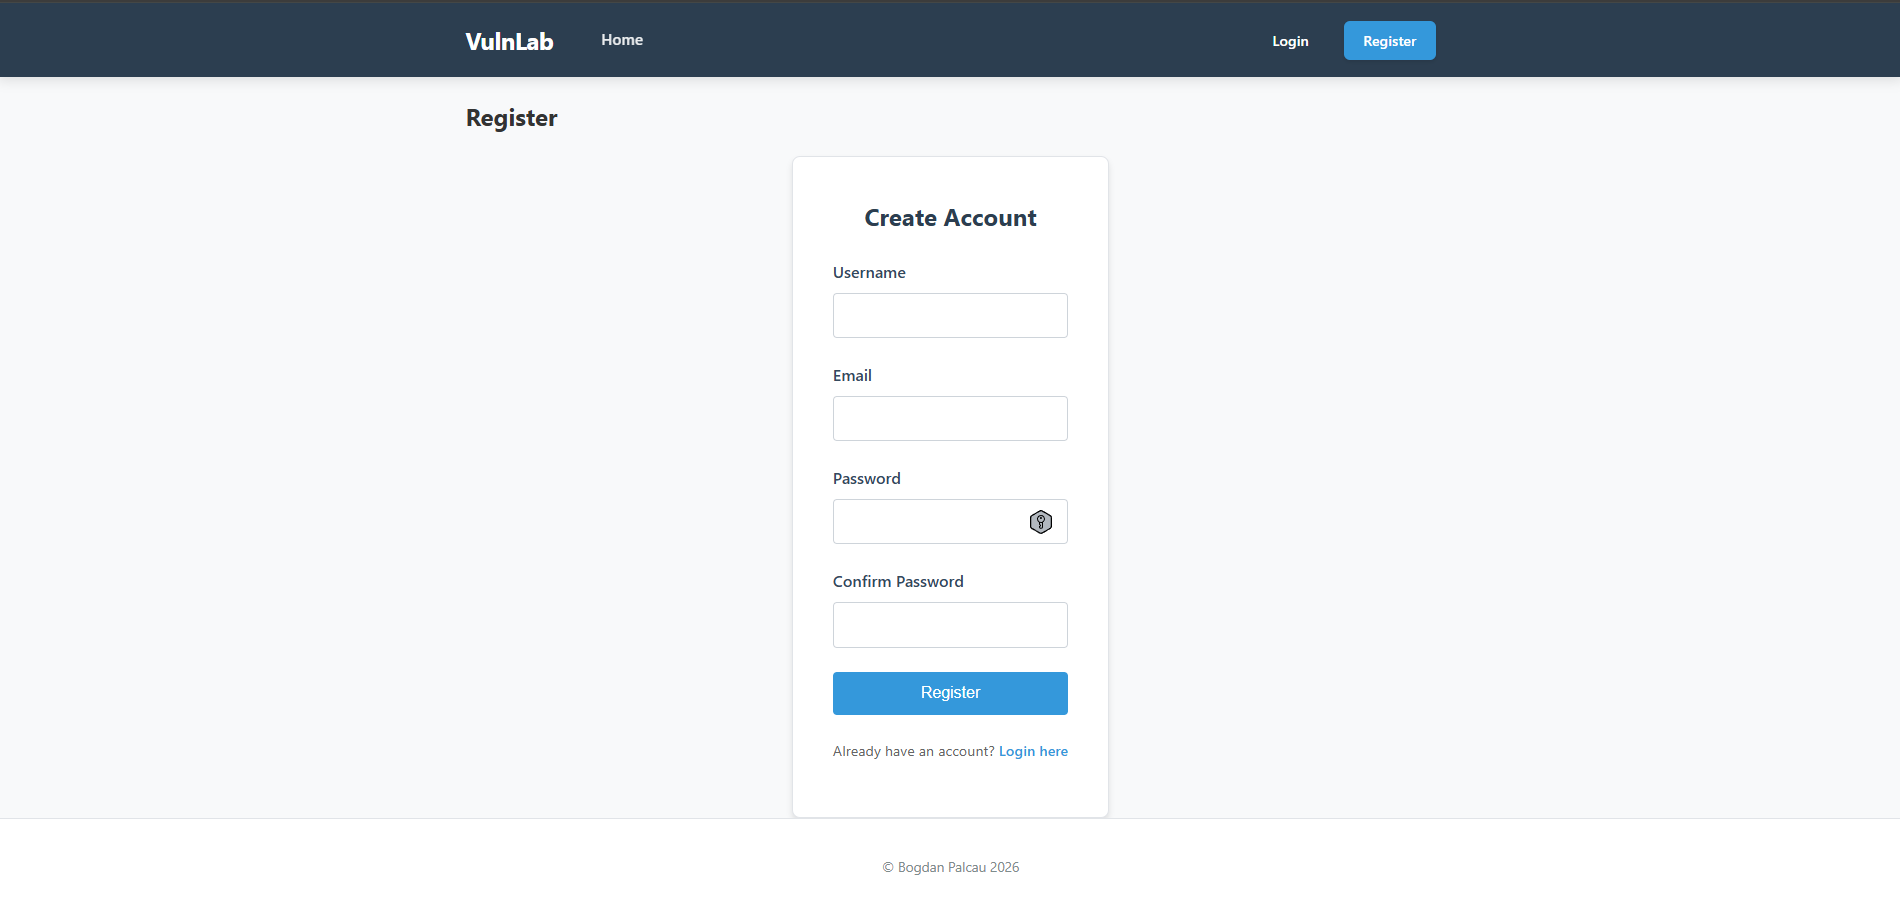 VulnLab Home Login Register
Register
Create Account
Username
Email
Password
Confirm Password
Register
Already have an account? Login here
© Bogdan Palcau 2026